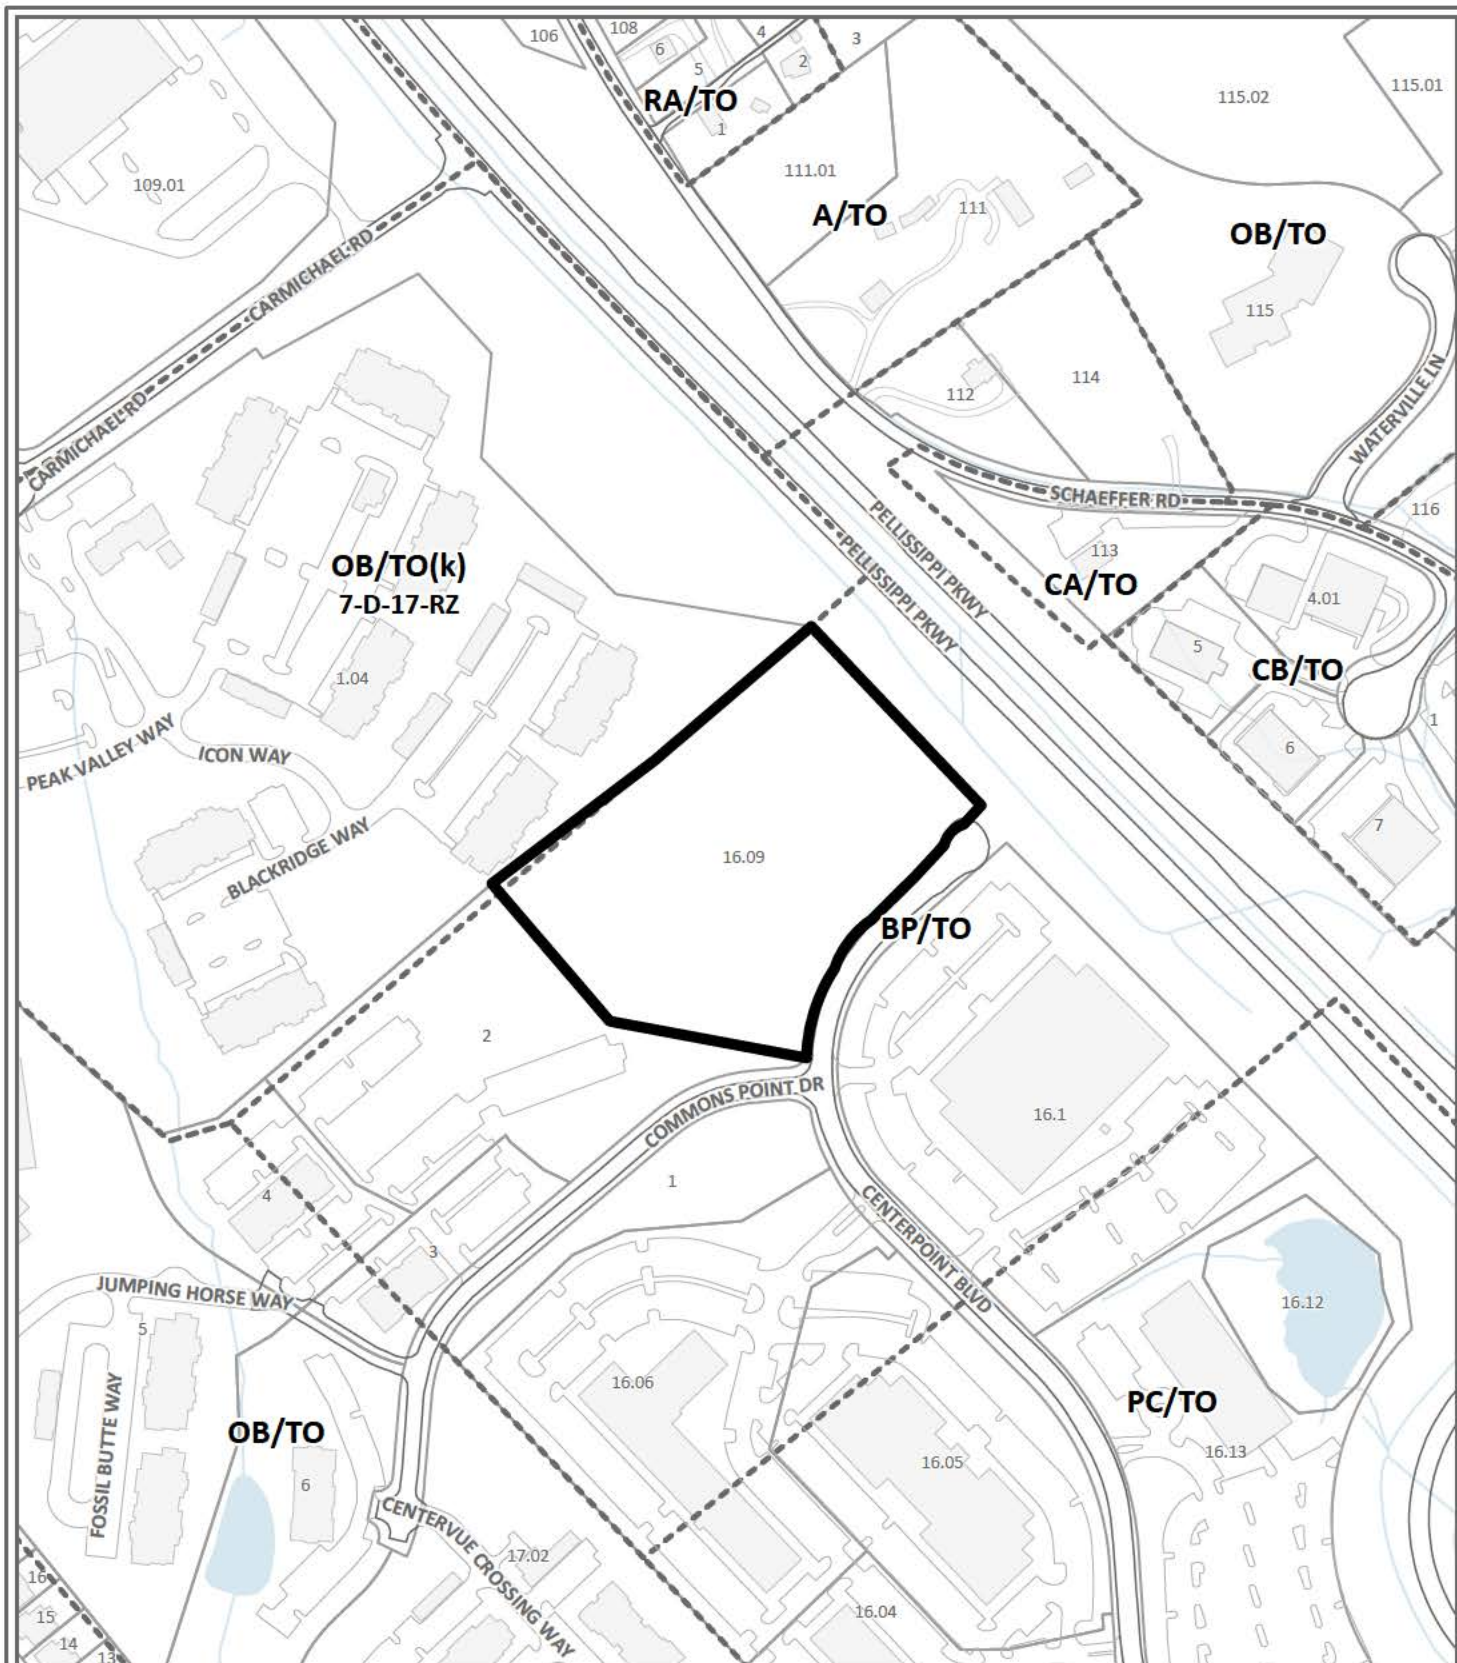 106
108
6
5
4
2
3
1
RA/TO
115.02
115.01
109.01
111.01
111
A/TO
OB/TO
115
CARMICHAEL RD
CARMICHAEL RD
112
114
WATERVILLE LN
SCHAEFFER RD
116
PELLISSIPPI PKWY
PELLISSIPPI PKWY
113
CA/TO
4.01
5
CB/TO
6
1
7
OB/TO(k)
7-D-17-RZ
1.04
PEAK VALLEY WAY
ICON WAY
BLACKRIDGE WAY
16.09
BP/TO
2
COMMONS POINT DR
16.1
1
4
3
CENTERPOINT BLVD
JUMPING HORSE WAY
5
16.12
16.06
PC/TO
FOSSIL BUTTE WAY
OB/TO
6
16.05
16.13
CENTERVUE CROSSING WAY
17.02
16.04
16
15
14
13